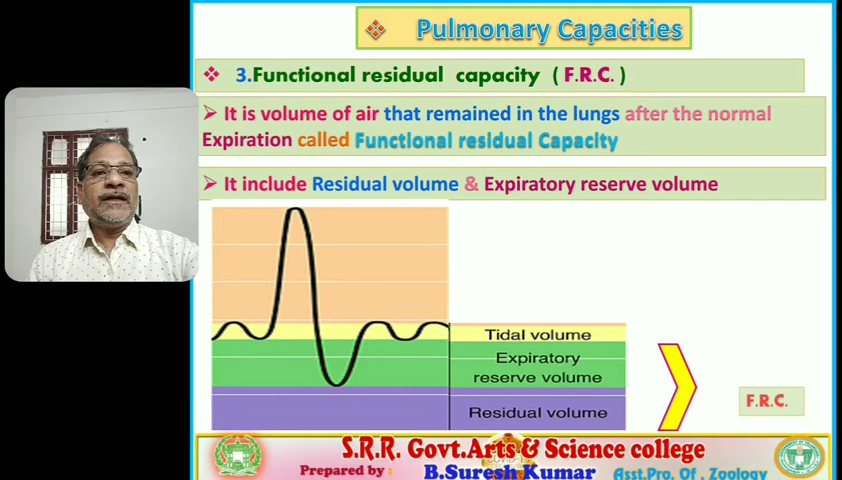 Pulmonary Capacities
3.Functional residual capacity ( F.R.C. )
It is volume of air that remained in the lungs after the normal
Expiration called Functional residual Capacity
It include Residual volume & Expiratory reserve volume
Tidal volume
Expiratory
reserve volume
Residual volume
F.R.C.
S.R.R. Govt.Arts & Science college
Prepared by : B.Suresh Kumar Asst.Pro. Of . Zoology